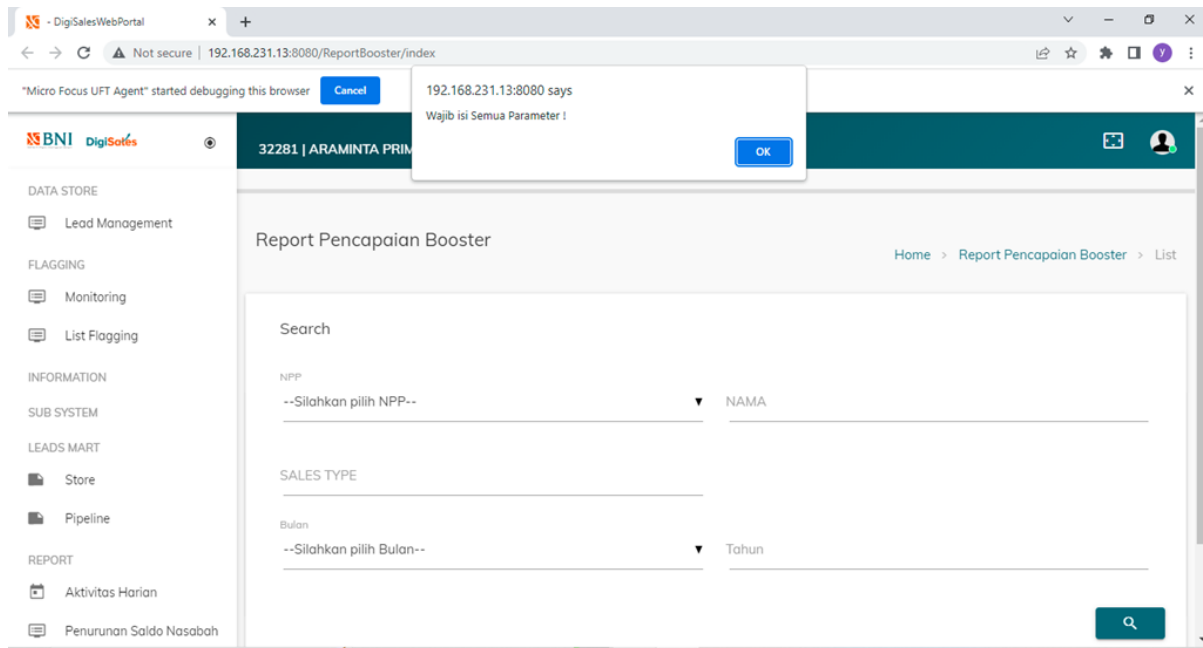 - DigiSalesWebPortal
Not secure | 192.168.231.13:8080/ReportBooster/index
y
"Micro Focus UFT Agent" started debugging this browser Cancel
192.168.231.13:8080 says
Wajib isi Semua Parameter !
OK
BNI DigiSales
32281 | ARAMINTA PRIM
DATA STORE
Lead Management
FLAGGING
Monitoring
List Flagging
INFORMATION
SUB SYSTEM
LEADS MART
Store
Pipeline
REPORT
Aktivitas Harian
Penurunan Saldo Nasabah
Report Pencapaian Booster
Home > Report Pencapaian Booster > List
Search
NPP
--Silahkan pilih NPP-- NAMA
SALES TYPE
Bulan
--Silahkan pilih Bulan-- Tahun